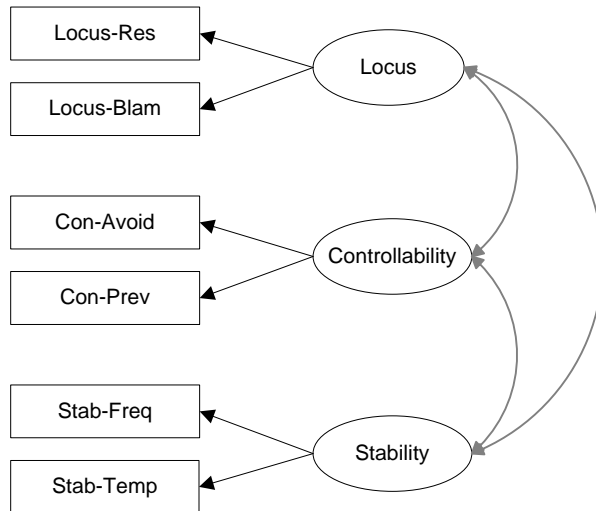 Locus-Res
Locus
Locus-Blam
Con-Avoid
Controllability
Con-Prev
Stab-Freq
Stability
Stab-Temp